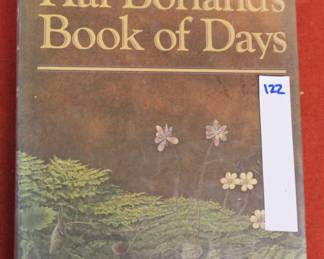 Hal Borland's
Book of Days
122